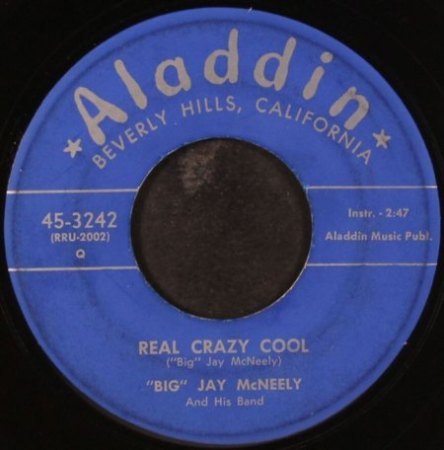 ★ Aladdin ★
BEVERLY HILLS, CALIFORNIA
45-3242
(RRU-2002)
Q
Instr. - 2:47
Aladdin Music Publ.
REAL CRAZY COOL
("Big" Jay McNeely)
"BIG" JAY McNEELY
And His Band